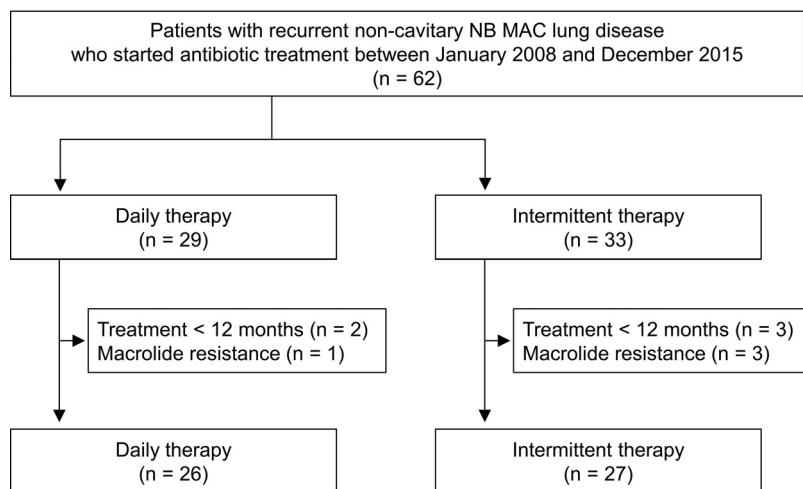 Patients with recurrent non-cavitary NB MAC lung disease
who started antibiotic treatment between January 2008 and December 2015
(n = 62)
Daily therapy
(n = 29)
Intermittent therapy
(n = 33)
Treatment < 12 months (n = 2)
Macrolide resistance (n = 1)
Treatment < 12 months (n = 3)
Macrolide resistance (n = 3)
Daily therapy
(n = 26)
Intermittent therapy
(n = 27)